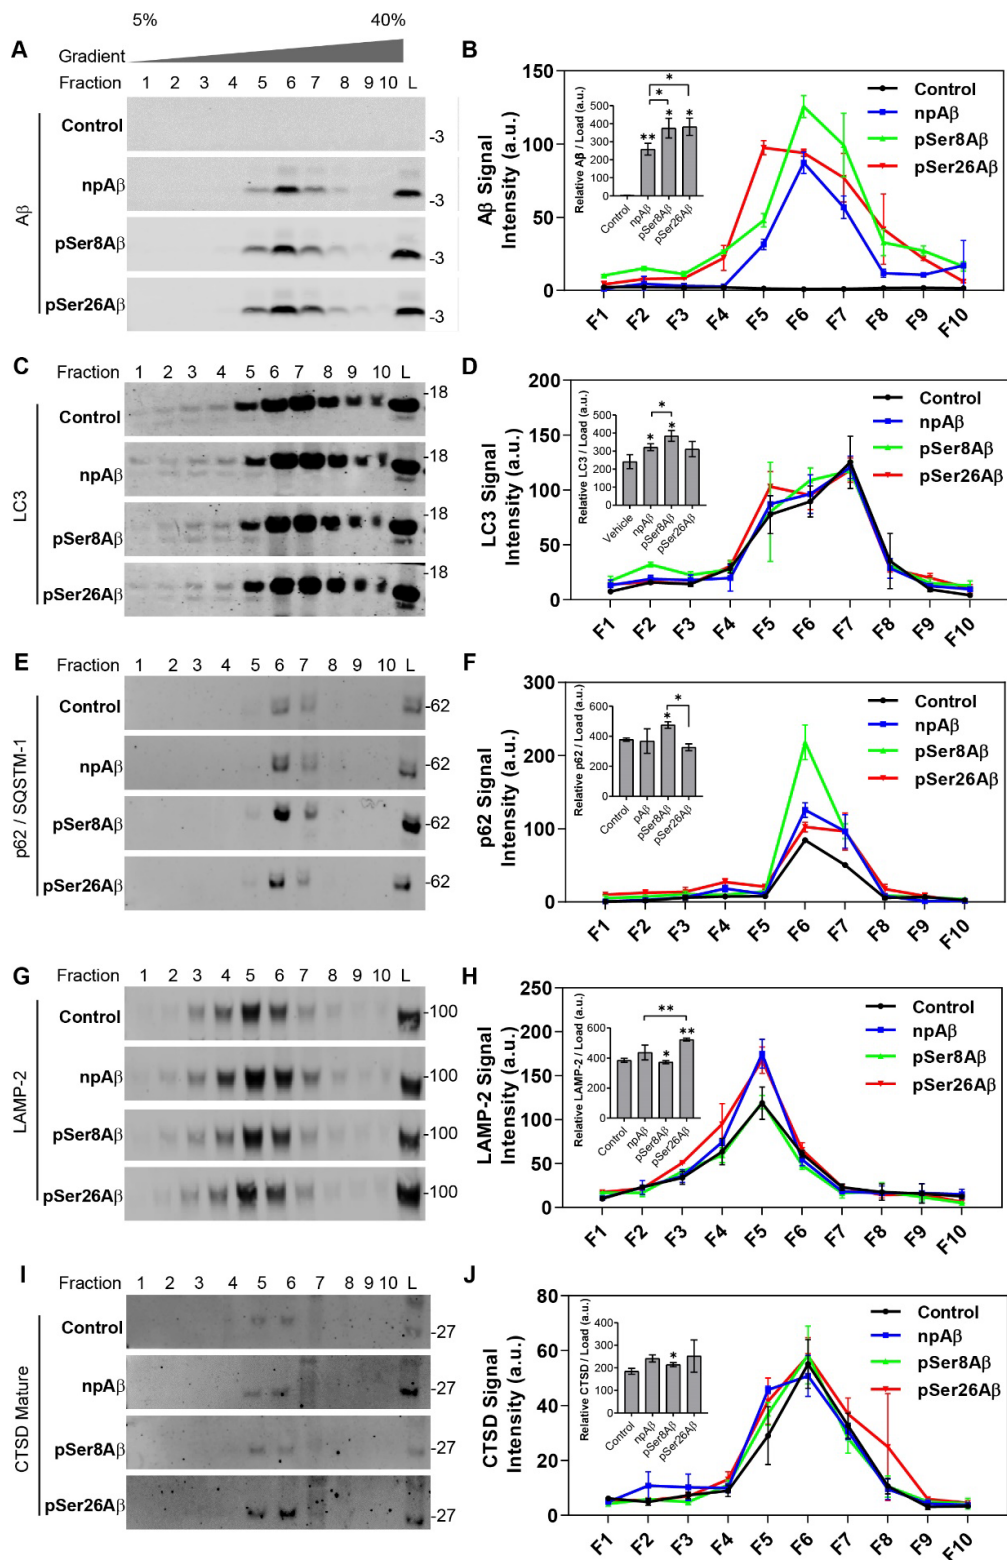 5% 40%
A
Gradient
Fraction 1 2 3 4 5 6 7 8 9 10 L
Aβ
Control -3
npAβ -3
pSer8Aβ -3
pSer26Aβ -3
B
Aβ Signal
Intensity (a.u.)
150
100
50
0
Relative Aβ / Load (a.u.)
500
400
300
200
100
0
** * *
* *
Control npAβ pSer8Aβ pSer26Aβ
Control
npAβ
pSer8Aβ
pSer26Aβ
F1 F2 F3 F4 F5 F6 F7 F8 F9 F10
C
Fraction 1 2 3 4 5 6 7 8 9 10 L
LC3
Control -18
npAβ -18
pSer8Aβ -18
pSer26Aβ -18
D
LC3 Signal
Intensity (a.u.)
200
150
100
50
0
Relative LC3 / Load (a.u.)
500
400
300
200
100
0
* * *
Vehicle npAβ pSer8Aβ pSer26Aβ
Control
npAβ
pSer8Aβ
pSer26Aβ
F1 F2 F3 F4 F5 F6 F7 F8 F9 F10
E
Fraction 1 2 3 4 5 6 7 8 9 10 L
p62 / SQSTM-1
Control -62
npAβ -62
pSer8Aβ -62
pSer26Aβ -62
F
p62 Signal
Intensity (a.u.)
300
200
100
0
Relative p62 / Load (a.u.)
600
400
200
0
* *
Control pAβ pSer8Aβ pSer26Aβ
Control
npAβ
pSer8Aβ
pSer26Aβ
F1 F2 F3 F4 F5 F6 F7 F8 F9 F10
G
Fraction 1 2 3 4 5 6 7 8 9 10 L
LAMP-2
Control -100
npAβ -100
pSer8Aβ -100
pSer26Aβ -100
H
LAMP-2 Signal
Intensity (a.u.)
250
200
150
100
50
0
Relative LAMP-2 / Load (a.u.)
600
400
200
0
** * **
Control npAβ pSer8Aβ pSer26Aβ
Control
npAβ
pSer8Aβ
pSer26Aβ
F1 F2 F3 F4 F5 F6 F7 F8 F9 F10
I
Fraction 1 2 3 4 5 6 7 8 9 10 L
CTSD Mature
Control -27
npAβ -27
pSer8Aβ -27
pSer26Aβ -27
J
CTSD Signal
Intensity (a.u.)
80
60
40
20
0
Relative CTSD / Load (a.u.)
400
300
200
100
0
*
Control npAβ pSer8Aβ pSer26Aβ
Control
npAβ
pSer8Aβ
pSer26Aβ
F1 F2 F3 F4 F5 F6 F7 F8 F9 F10